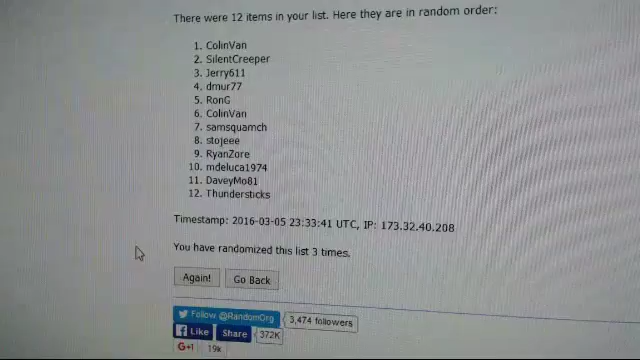 There were 12 items in your list. Here they are in random order:
1. ColinVan
2. SilentCreeper
3. Jerry611
4. dmur77
5. RonG
6. ColinVan
7. samsquamch
8. stojeee
9. RyanZore
10. mdeluca1974
11. DaveyMo81
12. Thundersticks
Timestamp: 2016-03-05 23:33:41 UTC, IP: 173.32.40.208
You have randomized this list 3 times.
Again! Go Back
Follow @RandomOrg 3,474 followers
Like Share 372K
G+1 19k